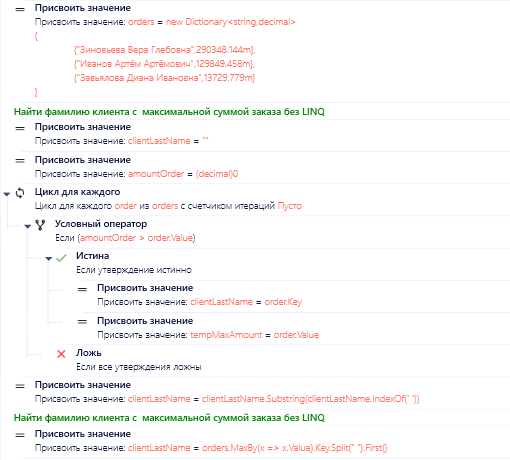 Присвоить значение
Присвоить значение: orders = new Dictionary<string,decimal>
{
{"Зиновьева Вера Глебовна",290348.144m},
{"Иванов Артём Артёмович",129849.458m},
{"Завьялова Диана Ивановна",13729.779m}
}
Найти фамилию клиента с максимальной суммой заказа без LINQ
Присвоить значение
Присвоить значение: clientLastName = ""
Присвоить значение
Присвоить значение: amountOrder = (decimal)0
Цикл для каждого
Цикл для каждого order из orders с счетчиком итераций Пусто
Условный оператор
Если (amountOrder > order.Value)
Истина
Если утверждение истинно
Присвоить значение
Присвоить значение: clientLastName = order.Key
Присвоить значение
Присвоить значение: tempMaxAmount = order.Value
Ложь
Если все утверждения ложны
Присвоить значение
Присвоить значение: clientLastName = clientLastName.Substring(clientLastName.IndexOf(" "))
Найти фамилию клиента с максимальной суммой заказа без LINQ
Присвоить значение
Присвоить значение: clientLastName = orders.MaxBy(x => x.Value).Key.Split(" ").First()